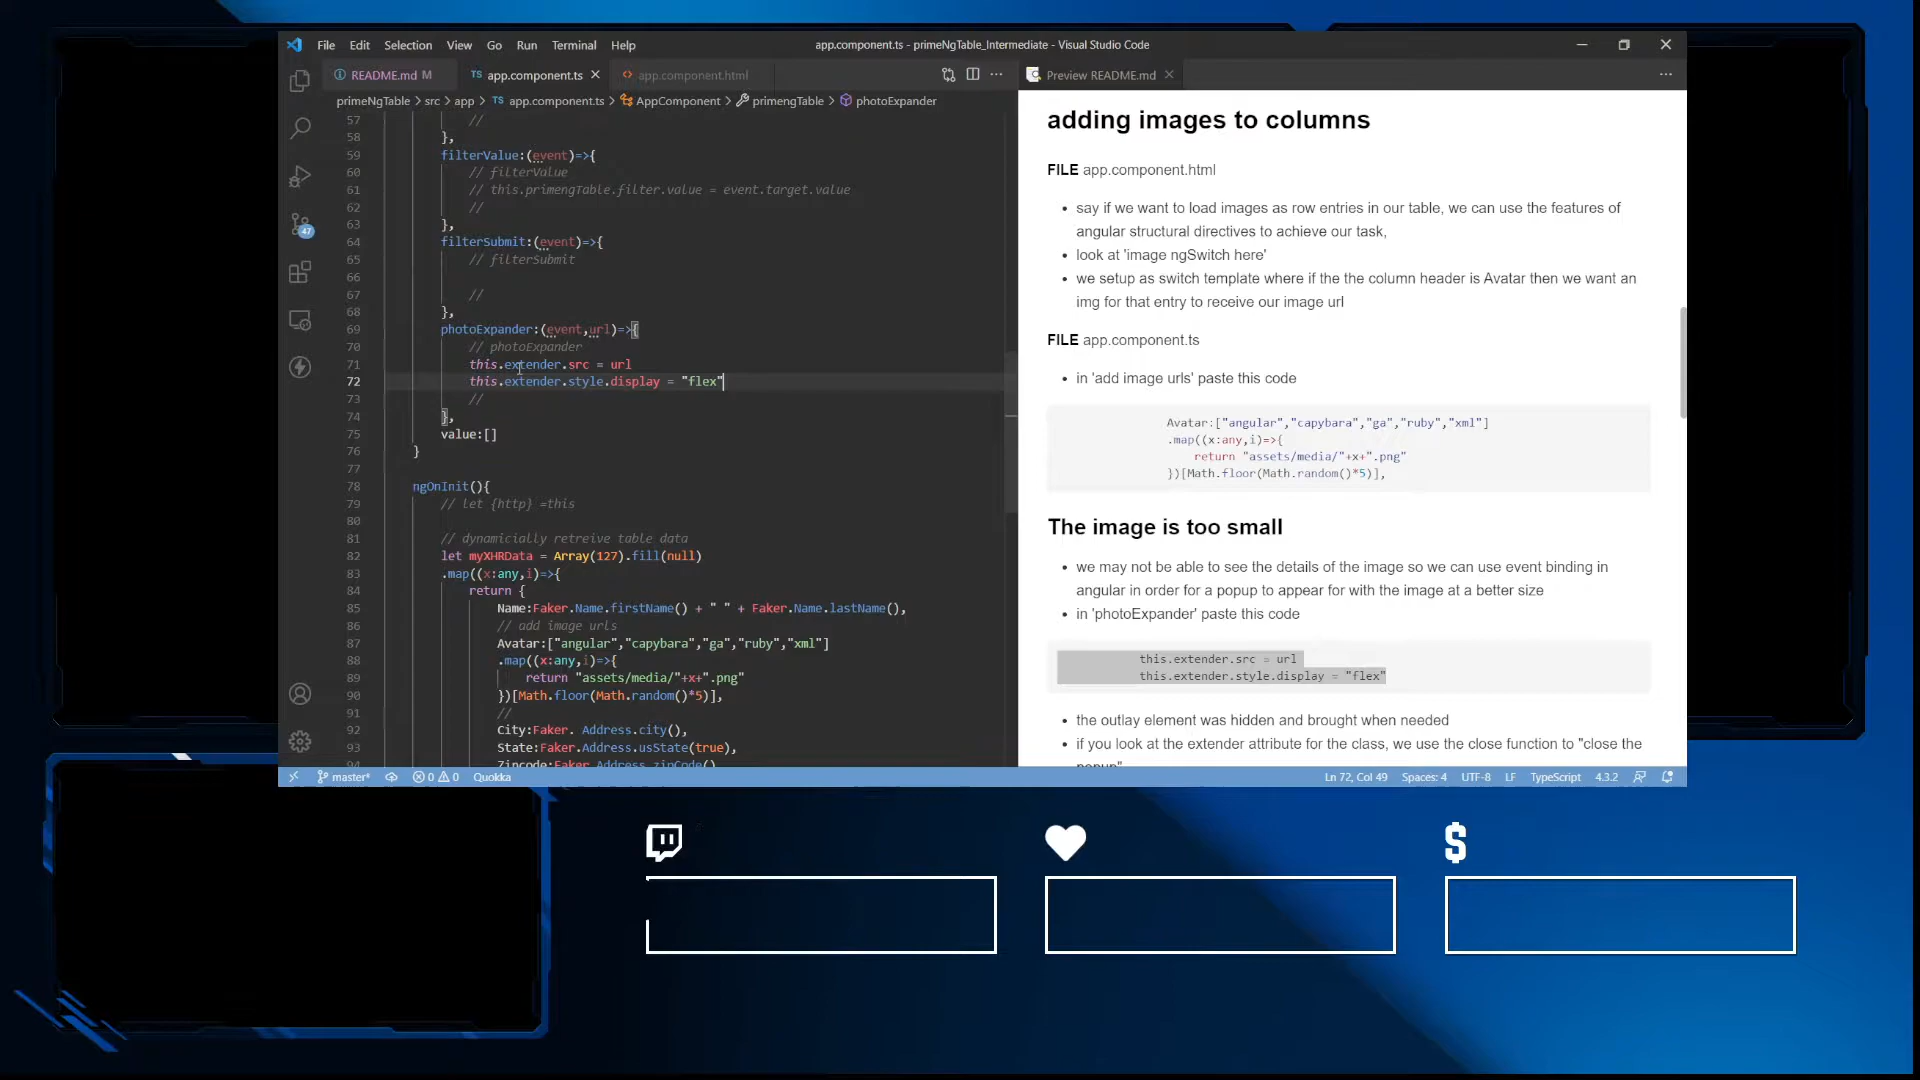 File Edit Selection View Go Run Terminal Help
app.component.ts - primeNgTable_Intermediate - Visual Studio Code
README.md M
TS app.component.ts
app.component.html
Preview README.md
primeNgTable > src > app > TS app.component.ts > AppComponent > primengTable > photoExpander
57 //
58 },
59 filterValue:(event)=>{
60 // filterValue
61 // this.primengTable.filter.value = event.target.value
62 //
63 },
64 filterSubmit:(event)=>{
65 // filterSubmit
66
67 //
68 },
69 photoExpander:(event,url)=>{
70 // photoExpander
71 this.extender.src = url
72 this.extender.style.display = "flex"
73 //
74 },
75 value:[]
76 }
77
78 ngOnInit(){
79 // let {http} =this
80
81 // dynamicially retreive table data
82 let myXHRData = Array(127).fill(null)
83 .map((x:any,i)=>{
84 return {
85 Name:Faker.Name.firstName() + " " + Faker.Name.lastName(),
86 // add image urls
87 Avatar:["angular","capybara","ga","ruby","xml"]
88 .map((x:any,i)=>{
89 return "assets/media/"+x+".png"
90 })[Math.floor(Math.random()*5)],
91 //
92 City:Faker. Address.city(),
93 State:Faker.Address.usState(true),
94 Zipcode:Faker.Address.zipCode()
adding images to columns
FILE app.component.html
• say if we want to load images as row entries in our table, we can use the features of
angular structural directives to achieve our task,
• look at 'image ngSwitch here'
• we setup as switch template where if the the column header is Avatar then we want an
img for that entry to receive our image url
FILE app.component.ts
• in 'add image urls' paste this code
Avatar:["angular","capybara","ga","ruby","xml"]
.map((x:any,i)=>{
return "assets/media/"+x+".png"
})[Math.floor(Math.random()*5)],
The image is too small
• we may not be able to see the details of the image so we can use event binding in
angular in order for a popup to appear for with the image at a better size
• in 'photoExpander' paste this code
this.extender.src = url
this.extender.style.display = "flex"
• the outlay element was hidden and brought when needed
• if you look at the extender attribute for the class, we use the close function to "close the
popup"
47
master* 0 0 Quokka
Ln 72, Col 49 Spaces: 4 UTF-8 LF TypeScript 4.3.2
$